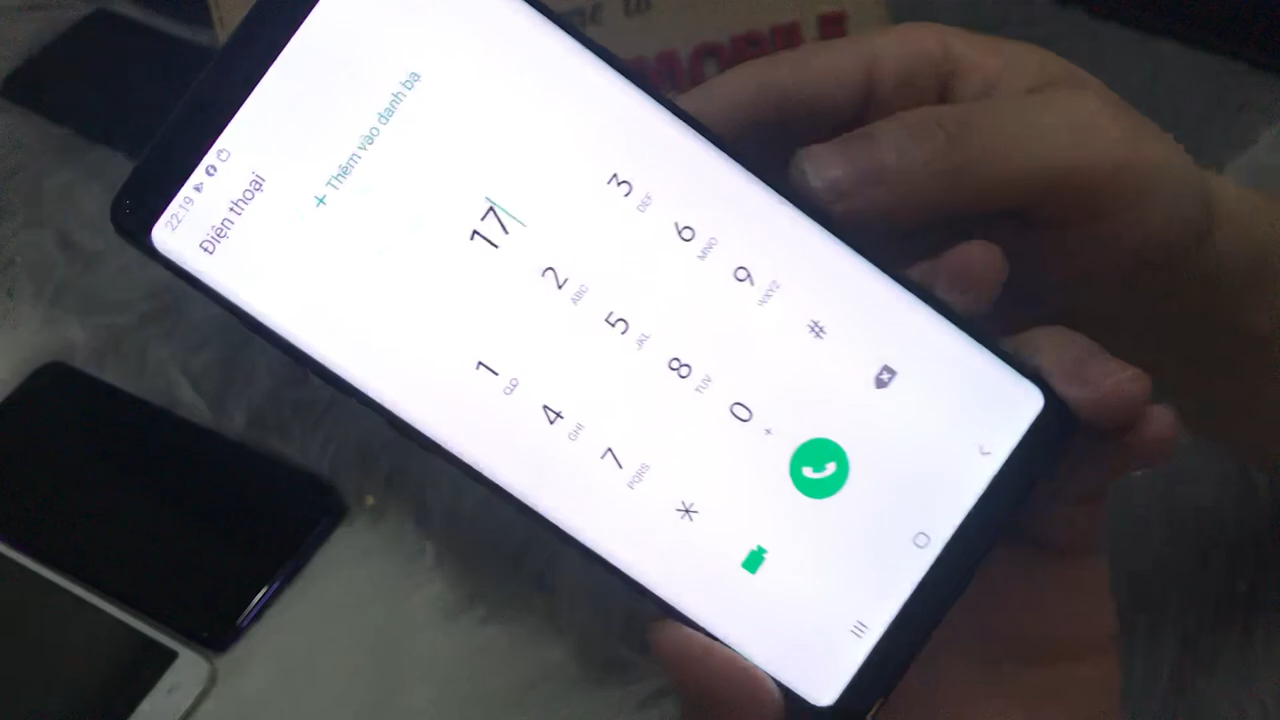 MOBILE
22:19
Điện thoại
+ Thêm vào danh bạ
17
1
2 ABC
3 DEF
4 GHI
5 JKL
6 MNO
7 PQRS
8 TUV
9 WXYZ
*
0 +
#